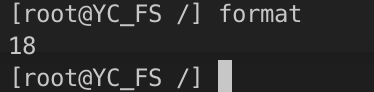 [root@YC_FS /] format
18
[root@YC_FS /]